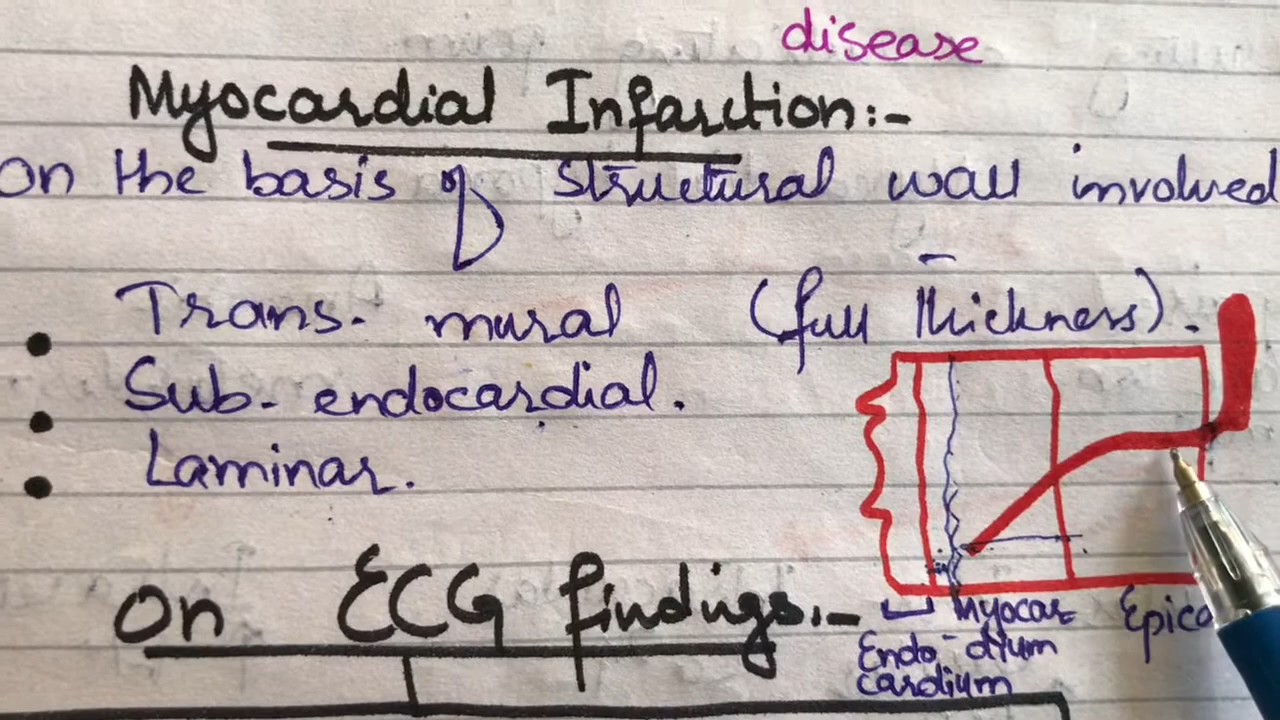 disease
Myocardial Infarction:-
on the basis of structural wall involved
Trans- mural (full thickness).
Sub- endocardial.
Laminar.
On ECG findings:-
Myocar Epica
Endo- dium
cardium